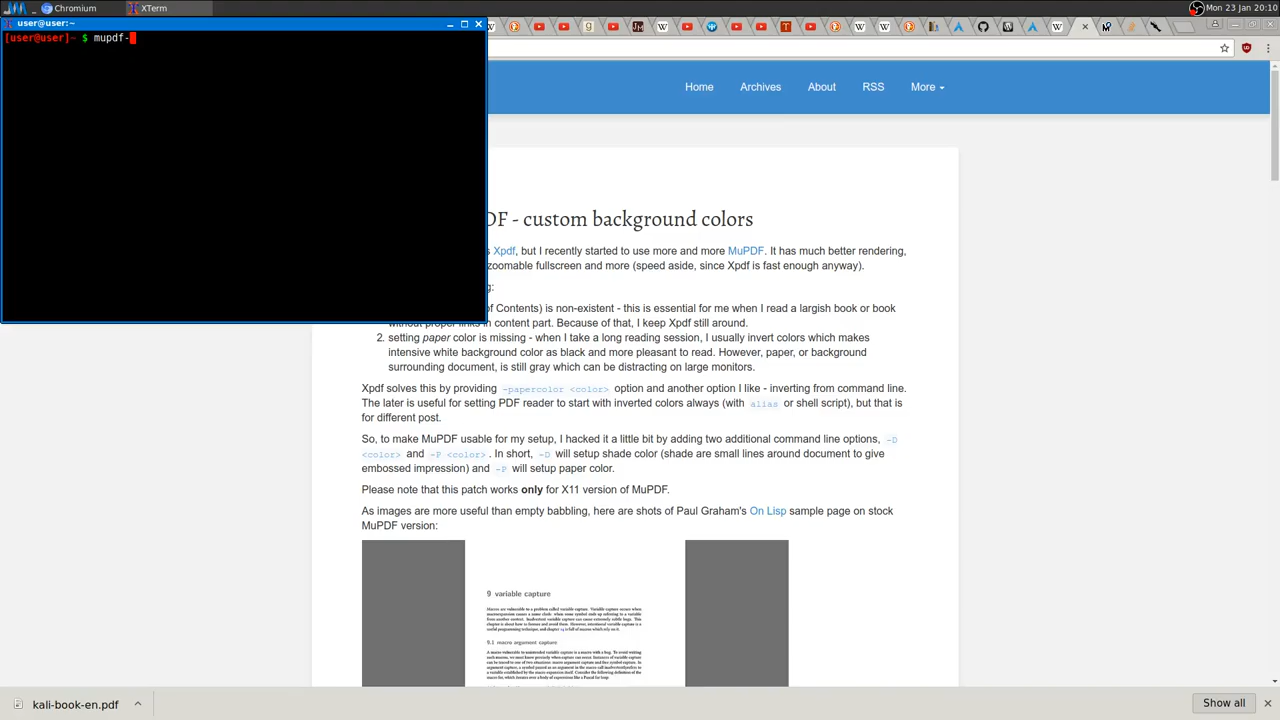 Chromium
XTerm
Mon 23 Jan 20:10
user@user:~
[user@user]~ $ mupdf-
Home Archives About RSS More
DF - custom background colors
s Xpdf, but I recently started to use more and more MuPDF. It has much better rendering,
zoomable fullscreen and more (speed aside, since Xpdf is fast enough anyway).
g:
of Contents) is non-existent - this is essential for me when I read a largish book or book
without proper links in content part. Because of that, I keep Xpdf still around.
2. setting paper color is missing - when I take a long reading session, I usually invert colors which makes
intensive white background color as black and more pleasant to read. However, paper, or background
surrounding document, is still gray which can be distracting on large monitors.
Xpdf solves this by providing -papercolor <color> option and another option I like - inverting from command line.
The later is useful for setting PDF reader to start with inverted colors always (with alias or shell script), but that is
for different post.
So, to make MuPDF usable for my setup, I hacked it a little bit by adding two additional command line options, -D
<color> and -P <color>. In short, -D will setup shade color (shade are small lines around document to give
embossed impression) and -P will setup paper color.
Please note that this patch works only for X11 version of MuPDF.
As images are more useful than empty babbling, here are shots of Paul Graham's On Lisp sample page on stock
MuPDF version:
9 variable capture
9.1 macro argument capture
kali-book-en.pdf
Show all